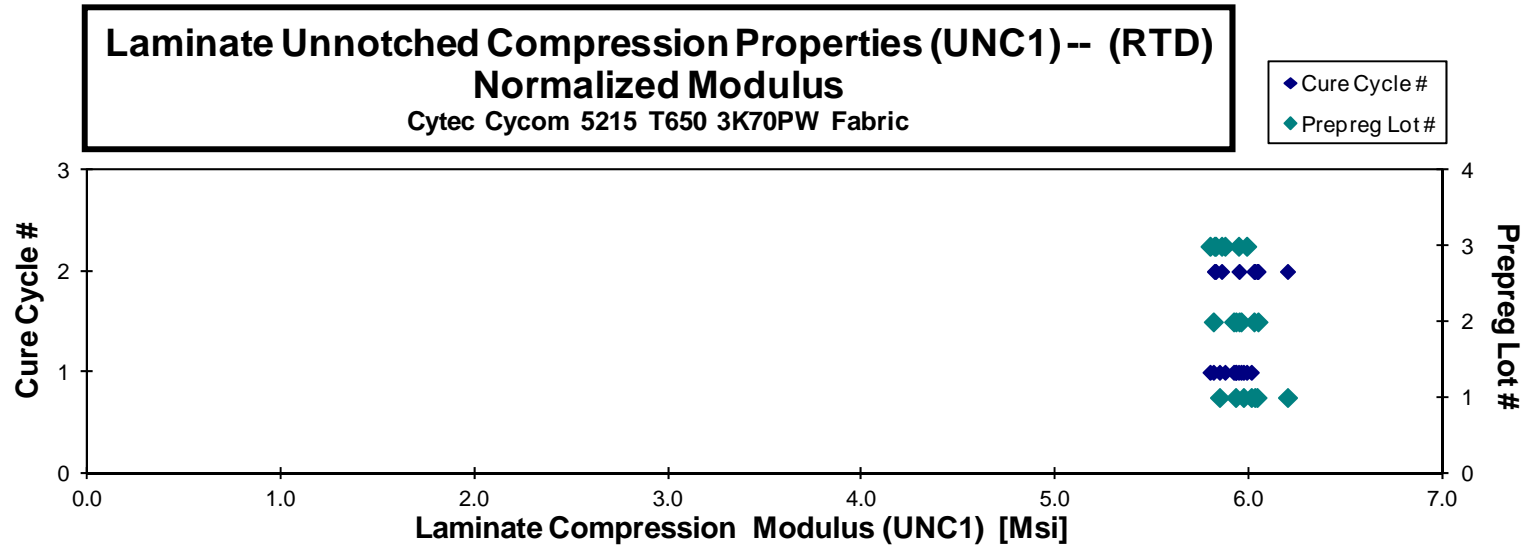 Laminate Unnotched Compression Properties (UNC1) -- (RTD)
Normalized Modulus
Cytec Cycom 5215 T650 3K70PW Fabric
Cure Cycle #
Prepreg Lot #
3
2
1
0
Cure Cycle #
4
3
2
1
0
Prepreg Lot #
0.0 1.0 2.0 3.0 4.0 5.0 6.0 7.0
Laminate Compression Modulus (UNC1) [Msi]